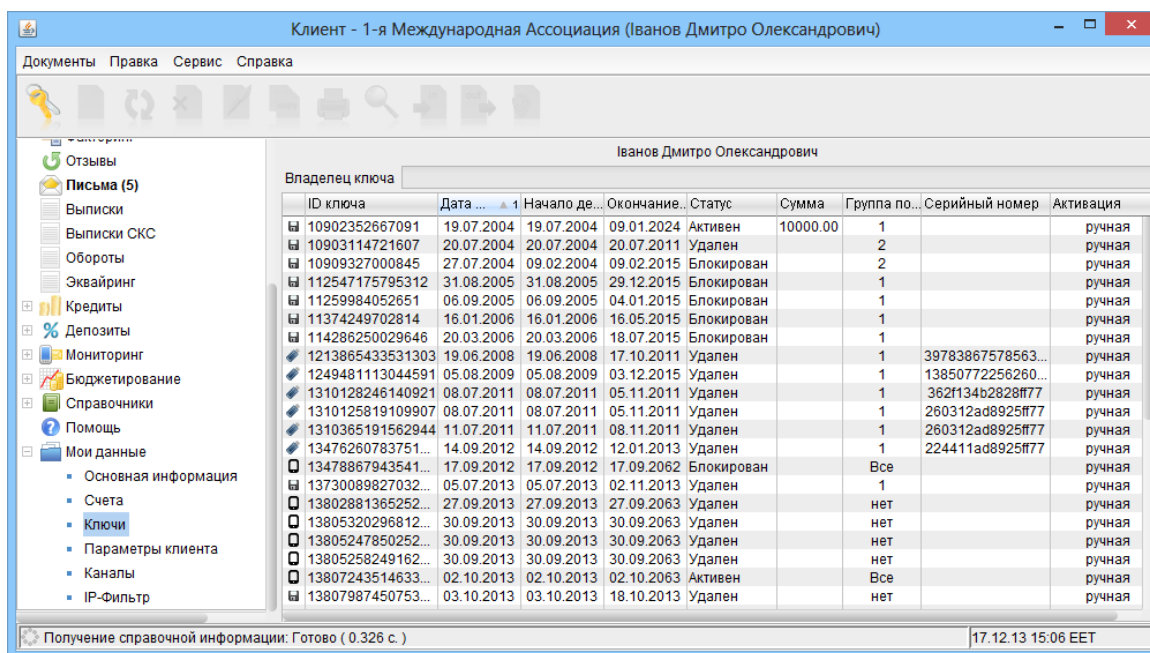 Клиент - 1-я Международная Ассоциация (Іванов Дмитро Олександрович)
Документы Правка Сервис Справка
Отзывы
Письма (5)
Выписки
Выписки СКС
Обороты
Эквайринг
Кредиты
Депозиты
Мониторинг
Бюджетирование
Справочники
Помощь
Мои данные
Основная информация
Счета
Ключи
Параметры клиента
Каналы
IP-Фильтр
Іванов Дмитро Олександрович
Владелец ключа
ID ключа Дата ... 1 Начало де... Окончание... Статус Сумма Группа по... Серийный номер Активация
10902352667091 19.07.2004 19.07.2004 09.01.2024 Активен 10000.00 1 ручная
10903114721607 20.07.2004 20.07.2004 20.07.2011 Удален 2 ручная
10909327000845 27.07.2004 09.02.2004 09.02.2015 Блокирован 2 ручная
112547175795312 31.08.2005 31.08.2005 29.12.2015 Блокирован 1 ручная
11259984052651 06.09.2005 06.09.2005 04.01.2015 Блокирован 1 ручная
11374249702814 16.01.2006 16.01.2006 16.05.2015 Блокирован 1 ручная
114286250029646 20.03.2006 20.03.2006 18.07.2015 Блокирован 1 ручная
1213865433531303 19.06.2008 19.06.2008 17.10.2011 Удален 1 39783867578563... ручная
1249481113044591 05.08.2009 05.08.2009 03.12.2015 Удален 1 13850772256260... ручная
1310128246140921 08.07.2011 08.07.2011 05.11.2011 Удален 1 362f134b2828ff77 ручная
1310125819109907 08.07.2011 08.07.2011 05.11.2011 Удален 1 260312ad8925ff77 ручная
1310365191562944 11.07.2011 11.07.2011 08.11.2011 Удален 1 260312ad8925ff77 ручная
13476260783751... 14.09.2012 14.09.2012 12.01.2013 Удален 1 224411ad8925ff77 ручная
13478867943541... 17.09.2012 17.09.2012 17.09.2062 Блокирован Все ручная
13730089827032... 05.07.2013 05.07.2013 02.11.2013 Удален 1 ручная
13802881365252... 27.09.2013 27.09.2013 27.09.2063 Удален нет ручная
13805320296812... 30.09.2013 30.09.2013 30.09.2063 Удален нет ручная
13805247850252... 30.09.2013 30.09.2013 30.09.2063 Удален нет ручная
13805258249162... 30.09.2013 30.09.2013 30.09.2063 Удален нет ручная
13807243514633... 02.10.2013 02.10.2013 02.10.2063 Активен Все ручная
13807987450753... 03.10.2013 03.10.2013 18.10.2013 Удален нет ручная
Получение справочной информации: Готово ( 0.326 с. )
17.12.13 15:06 EET